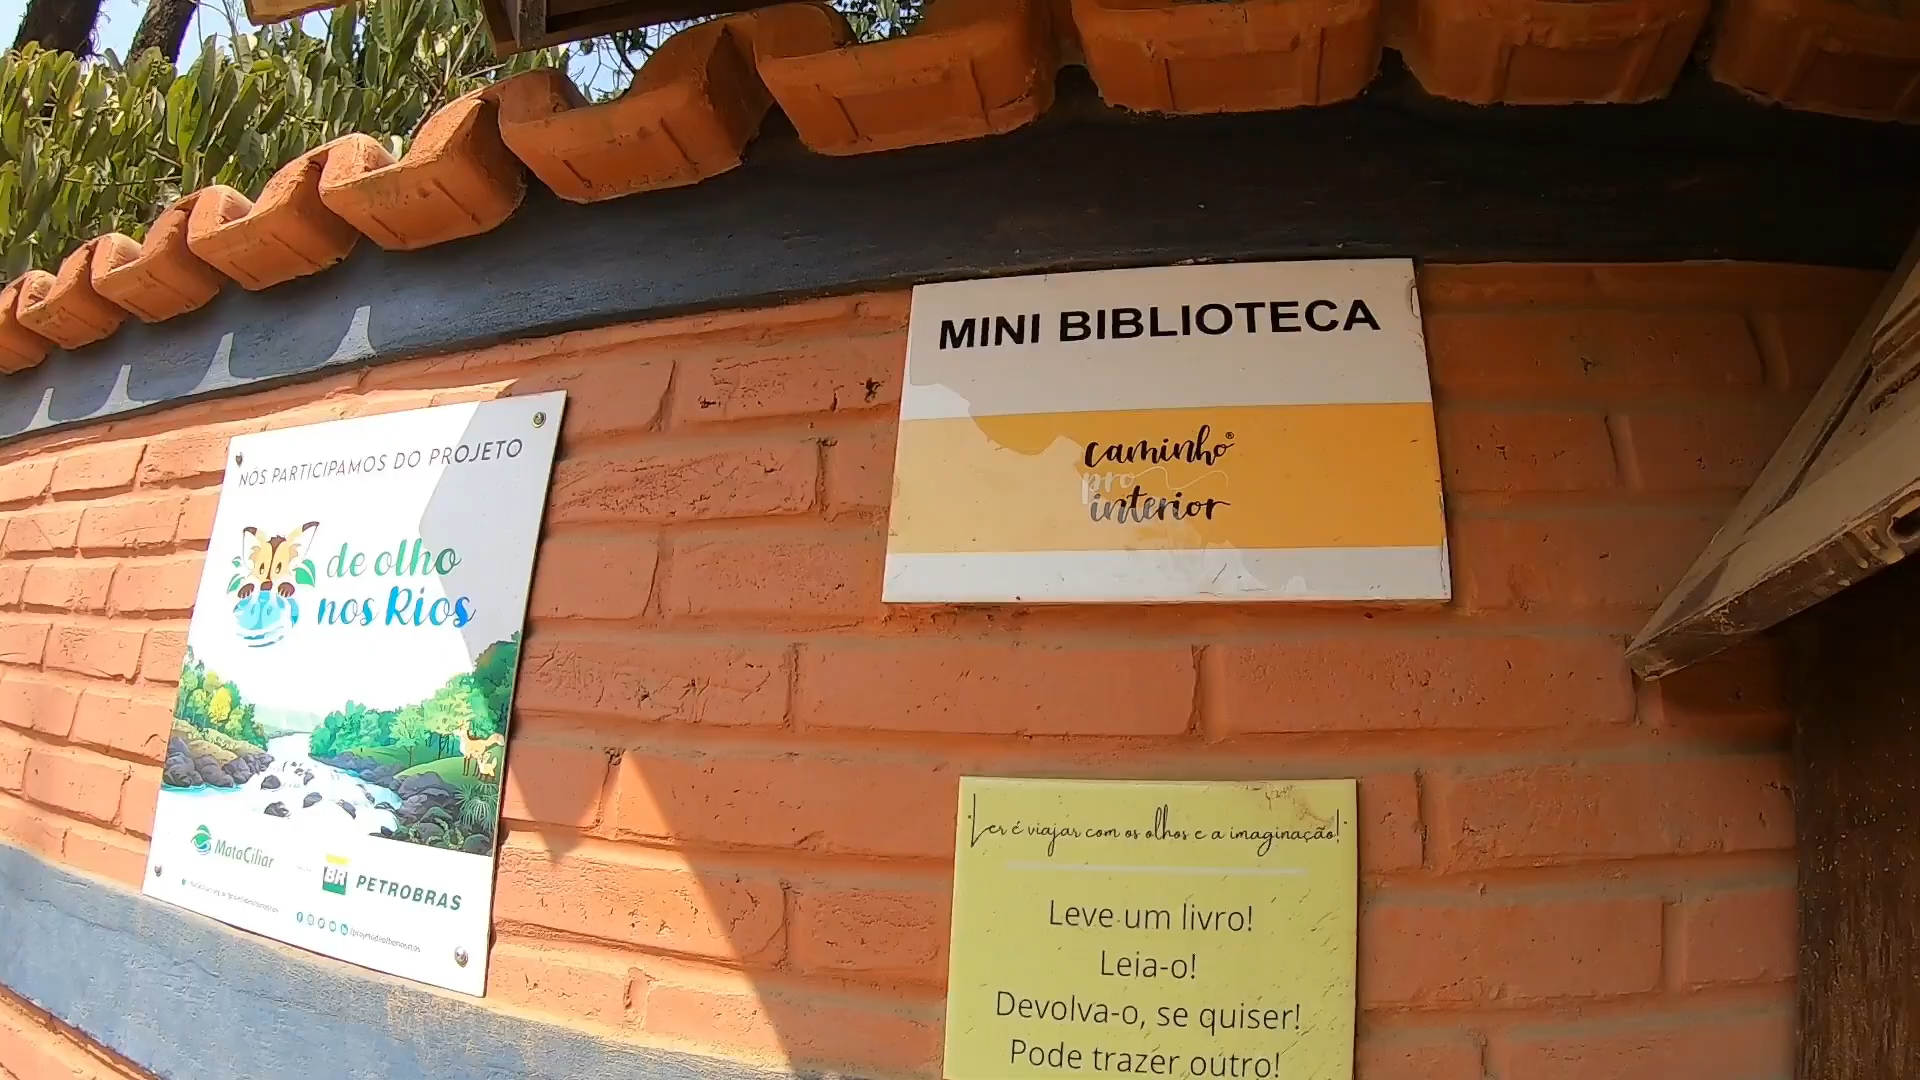 NÓS PARTICIPAMOS DO PROJETO
de olho
nos Rios
MataCiliar
BR PETROBRAS
MINI BIBLIOTECA
caminho®
pro
interior
Ler é viajar com os olhos e a imaginação!
Leve um livro!
Leia-o!
Devolva-o, se quiser!
Pode trazer outro!